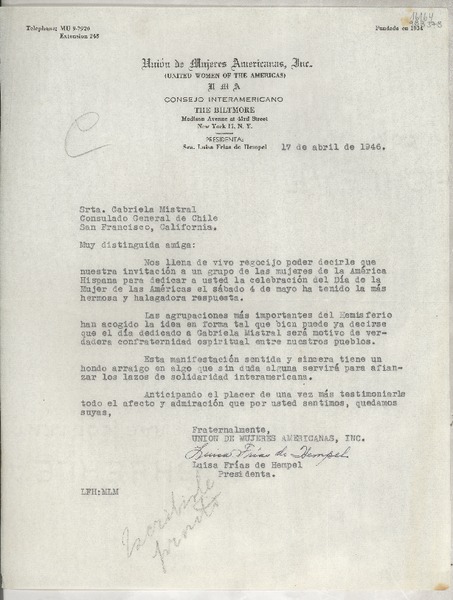 Telephone: MU 9-7920
Extension 245
Fundada en 1934
Unión de Mujeres Americanas, Inc.
(UNITED WOMEN OF THE AMERICAS)
U M A
CONSEJO INTERAMERICANO
THE BILTMORE
Madison Avenue at 43rd Street
New York 17, N. Y.
PRESIDENTA:
Sra. Luisa Frías de Hempel
17 de abril de 1946.
Srta. Gabriela Mistral
Consulado General de Chile
San Francisco, California.
Muy distinguida amiga:
Nos llena de vivo regocijo poder decirle que
nuestra invitación a un grupo de las mujeres de la América
Hispana para dedicar a usted la celebración del Día de la
Mujer de las Américas el sábado 4 de mayo ha tenido la más
hermosa y halagadora respuesta.
Las agrupaciones más importantes del Hemisferio
han acogido la idea en forma tal que bien puede ya decirse
que el día dedicado a Gabriela Mistral será motivo de ver-
dadera confraternidad espiritual entre nuestros pueblos.
Esta manifestación sentida y sincera tiene un
hondo arraigo en algo que sin duda alguna servirá para afian-
zar los lazos de solidaridad interamericana.
Anticipando el placer de una vez más testimoniarle
todo el afecto y admiración que por usted sentimos, quedamos
suyas,
Fraternalmente,
UNION DE MUJERES AMERICANAS, INC.
Luisa Frías de Hempel
Luisa Frías de Hempel
Presidenta.
LFH:MLM
Escribirle
pronto